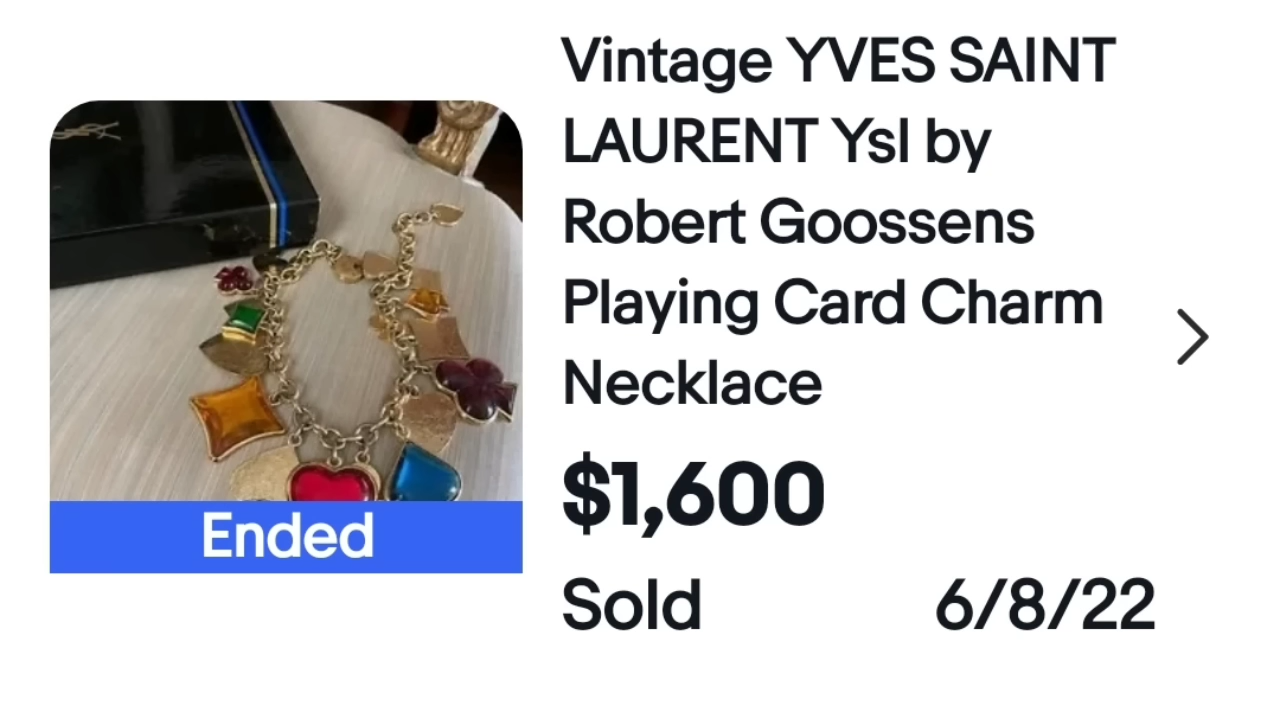 Vintage YVES SAINT
LAURENT Ysl by
Robert Goossens
Playing Card Charm
Necklace
$1,600
Sold 6/8/22
Ended